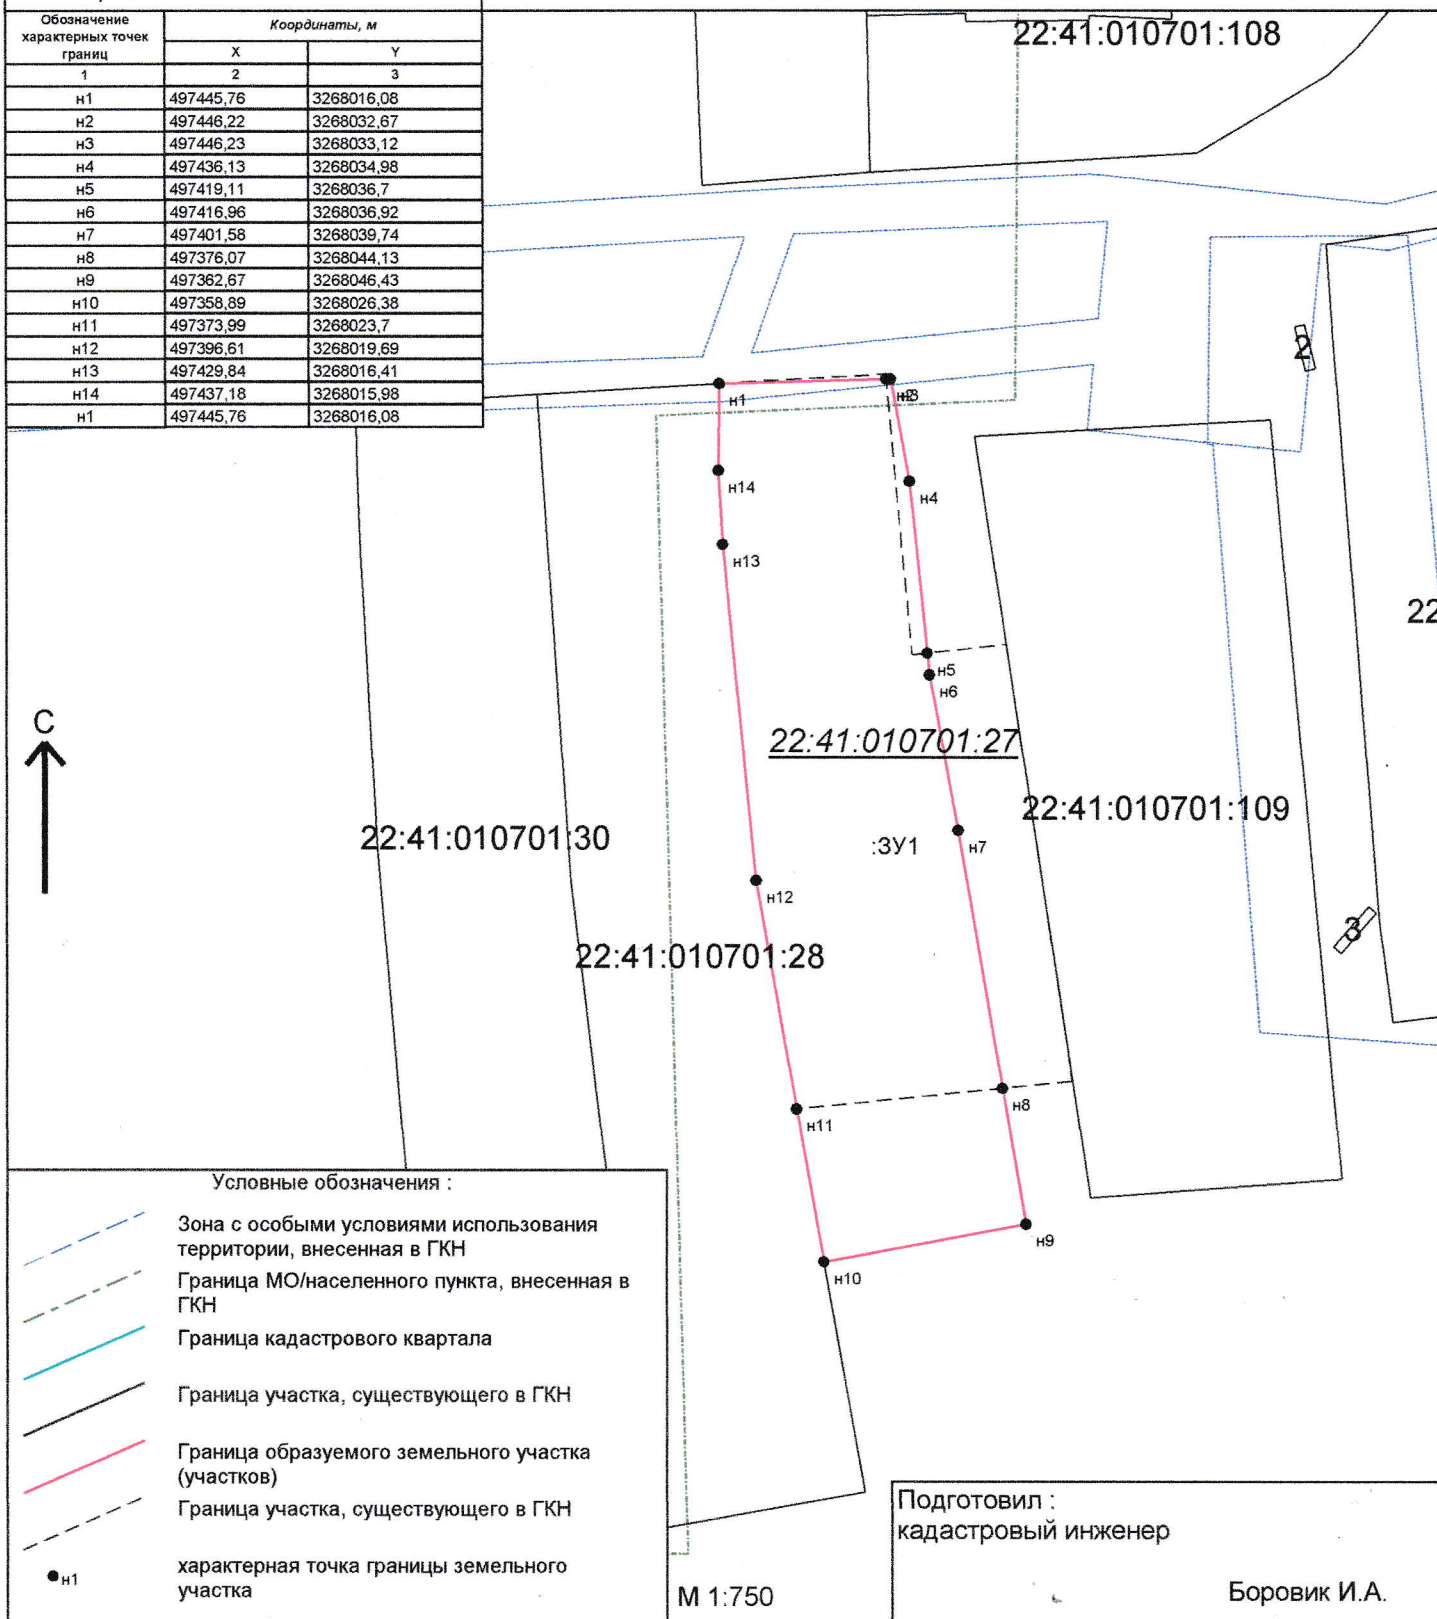 Обозначение
характерных точек
границ
Координаты, м
X Y
1 2 3
н1 497445,76 3268016,08
н2 497446,22 3268032,67
н3 497446,23 3268033,12
н4 497436,13 3268034,98
н5 497419,11 3268036,7
н6 497416,96 3268036,92
н7 497401,58 3268039,74
н8 497376,07 3268044,13
н9 497362,67 3268046,43
н10 497358,89 3268026,38
н11 497373,99 3268023,7
н12 497396,61 3268019,69
н13 497429,84 3268016,41
н14 497437,18 3268015,98
н1 497445,76 3268016,08
22:41:010701:108
2
н1
н3
н14
н4
н13
22
н5
н6
С
22:41:010701:27
22:41:010701:109
22:41:010701:30
:ЗУ1
н7
н12
3
22:41:010701:28
н8
н11
н9
н10
Условные обозначения :
Зона с особыми условиями использования
территории, внесенная в ГКН
Граница МО/населенного пункта, внесенная в
ГКН
Граница кадастрового квартала
Граница участка, существующего в ГКН
Граница образуемого земельного участка
(участков)
Граница участка, существующего в ГКН
н1
характерная точка границы земельного
участка
М 1:750
Подготовил :
кадастровый инженер
Боровик И.А.